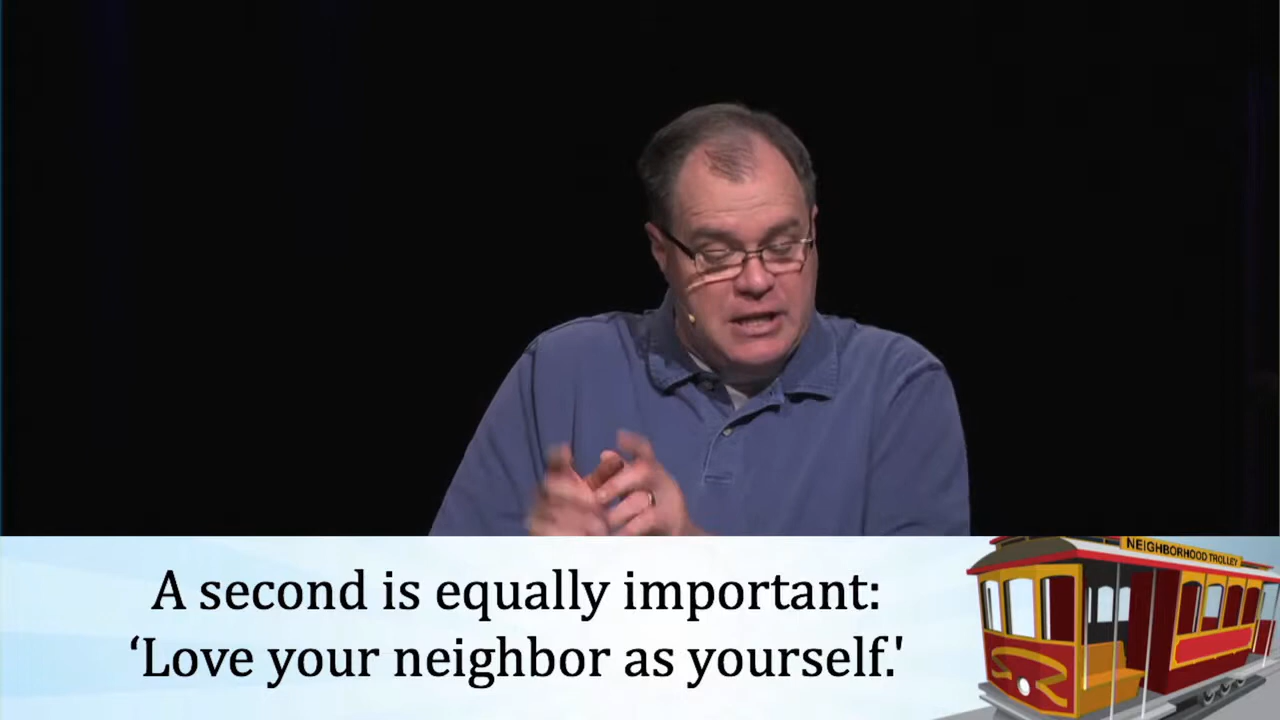 NEIGHBORHOOD TROLLEY
A second is equally important:
‘Love your neighbor as yourself.'